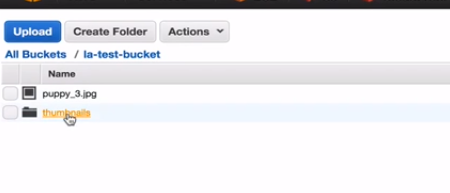 Upload Create Folder Actions
All Buckets / la-test-bucket
Name
puppy_3.jpg
thumbnails